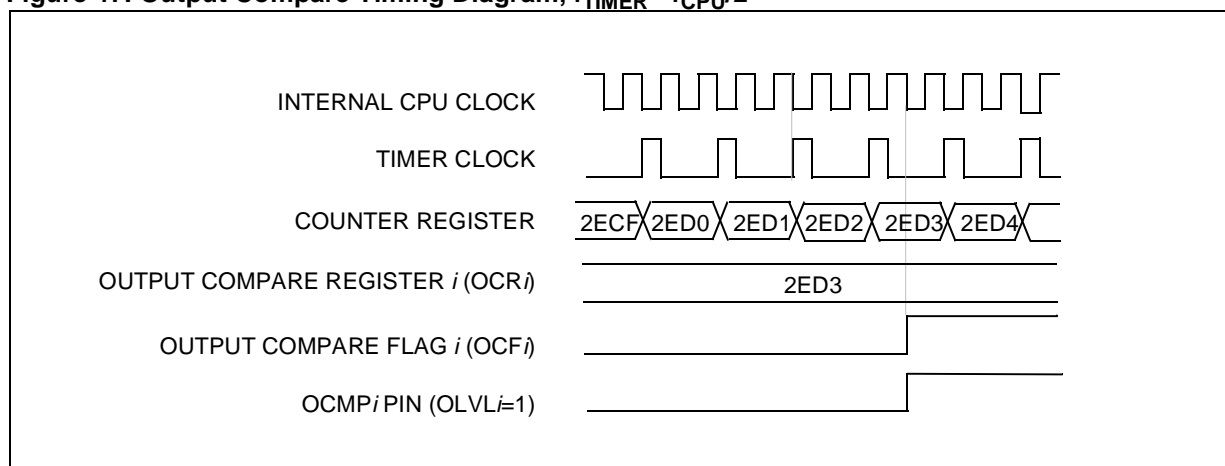 INTERNAL CPU CLOCK
TIMER CLOCK
COUNTER REGISTER 2ECF 2ED0 2ED1 2ED2 2ED3 2ED4
OUTPUT COMPARE REGISTER i (OCRi) 2ED3
OUTPUT COMPARE FLAG i (OCFi)
OCMPi PIN (OLVLi=1)